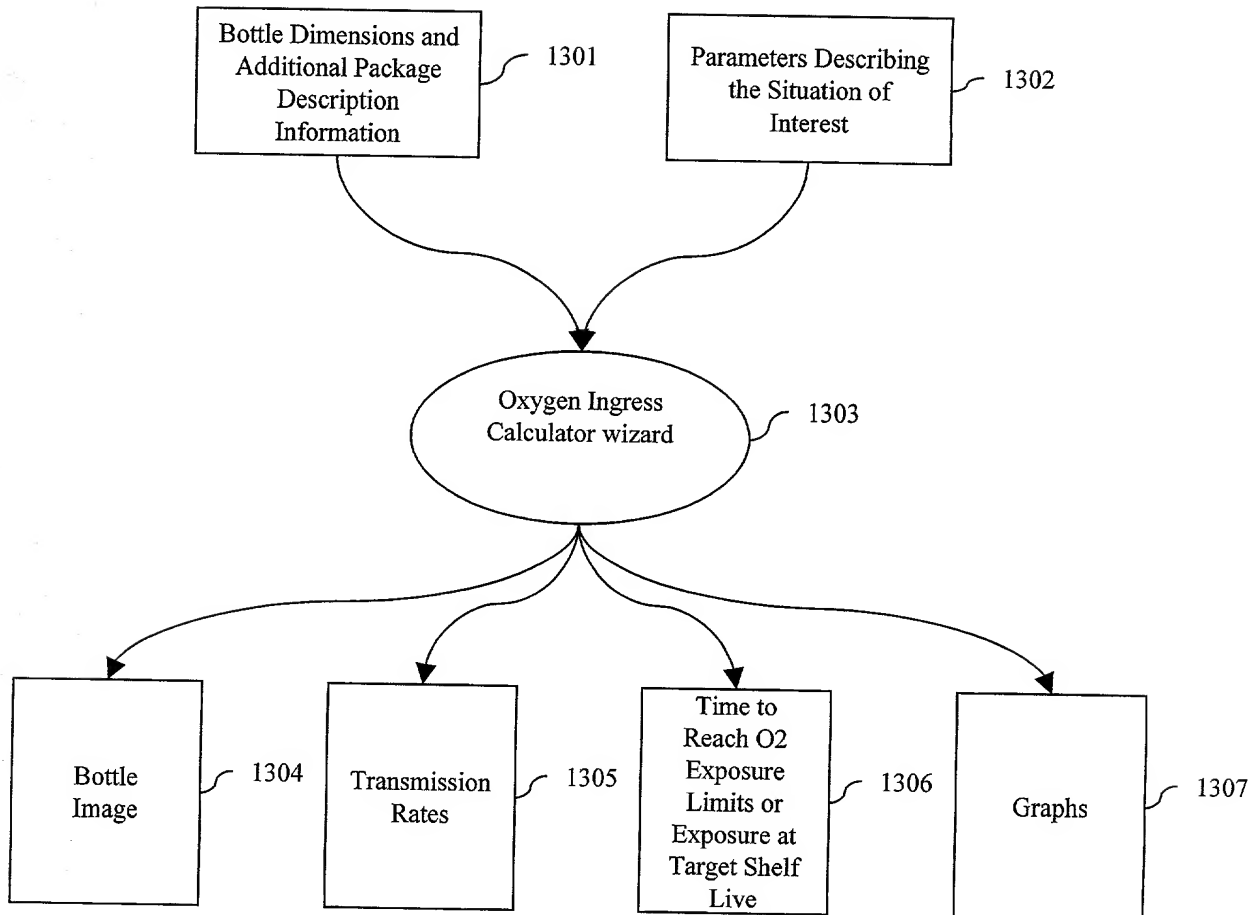 Bottle Dimensions and
Additional Package
Description
Information
1301
Parameters Describing
the Situation of
Interest
1302
Oxygen Ingress
Calculator wizard
1303
Bottle
Image
1304
Transmission
Rates
1305
Time to
Reach O2
Exposure
Limits or
Exposure at
Target Shelf
Live
1306
Graphs
1307